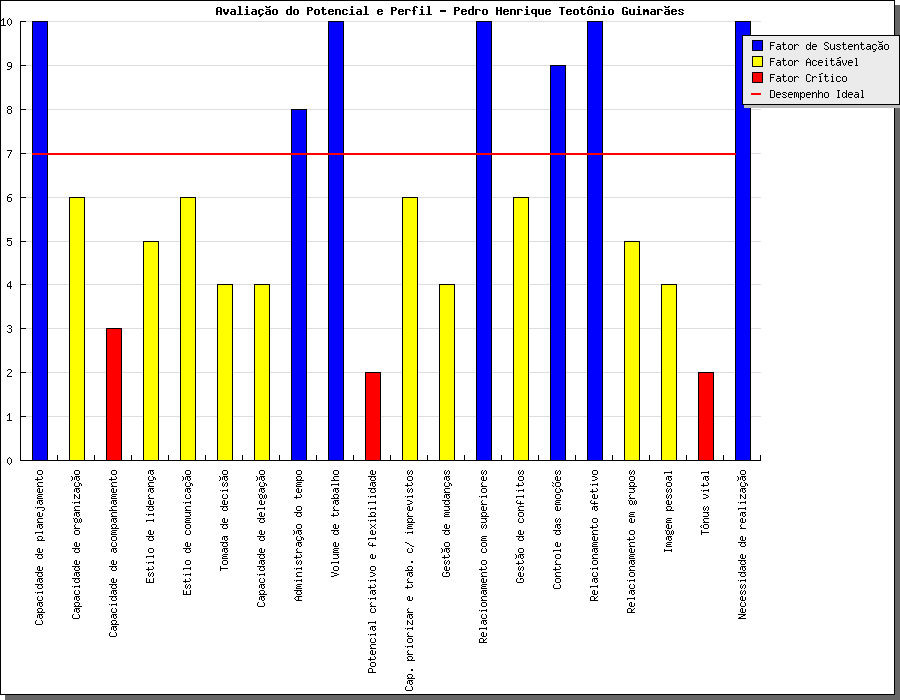 Avaliação do Potencial e Perfil - Pedro Henrique Teotônio Guimarães
10
9
8
7
6
5
4
3
2
1
0
Fator de Sustentação
Fator Aceitável
Fator Crítico
Desempenho Ideal
Capacidade de planejamento
Capacidade de organização
Capacidade de acompanhamento
Estilo de liderança
Estilo de comunicação
Tomada de decisão
Capacidade de delegação
Administração do tempo
Volume de trabalho
Potencial criativo e flexibilidade
Cap. priorizar e trab. c/ imprevistos
Gestão de mudanças
Relacionamento com superiores
Gestão de conflitos
Controle das emoções
Relacionamento afetivo
Relacionamento em grupos
Imagem pessoal
Tônus vital
Necessidade de realização